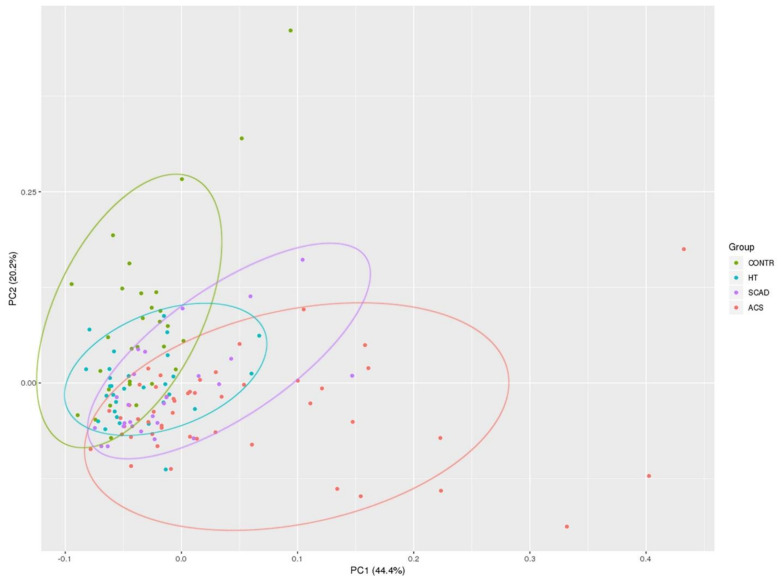 0.25
0.00
PC2 (20.2%)
-0.1
0.0
0.1
0.2
0.3
0.4
PC1 (44.4%)
Group
CONTR
HT
SCAD
ACS